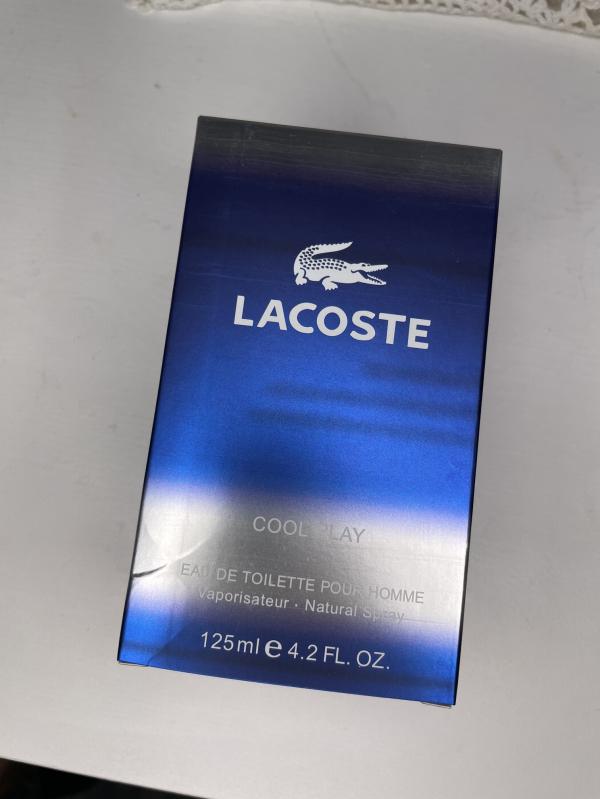 LACOSTE
COOL PLAY
EAU DE TOILETTE POUR HOMME
Vaporisateur · Natural Spray
125ml e 4.2 FL. OZ.